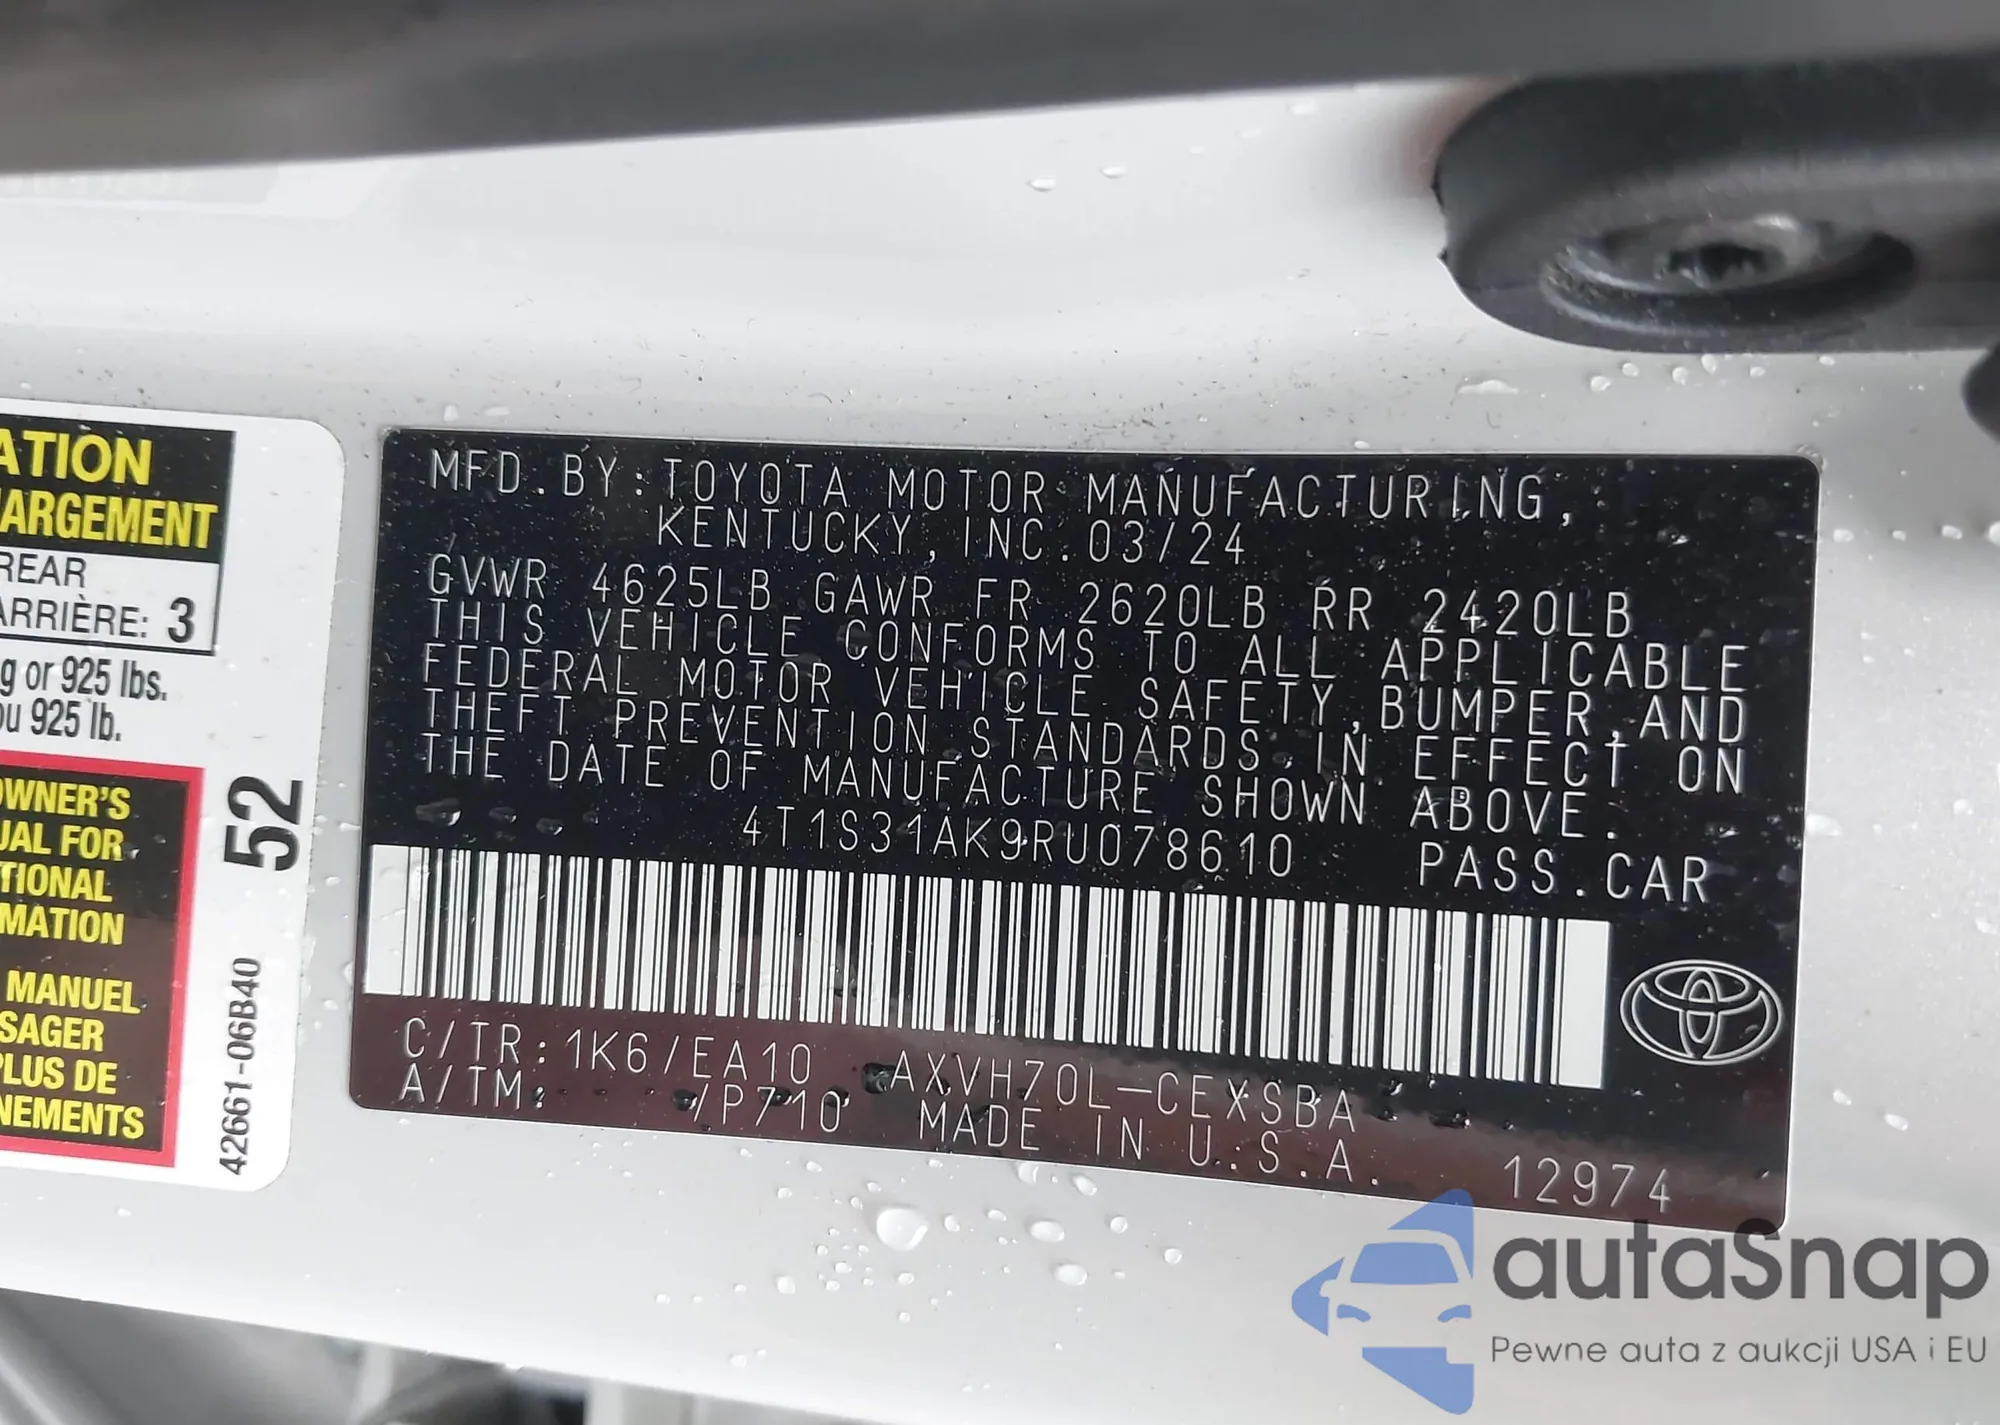 ATION
ARGEMENT
REAR
ARRIÈRE: 3
g or 925 lbs.
ou 925 lb.
OWNER'S
UAL FOR
TIONAL
MATION
MANUEL
SAGER
PLUS DE
NEMENTS
52
42661-06B40
MFD.BY:TOYOTA MOTOR MANUFACTURING,
KENTUCKY,INC.03/24
GVWR 4625LB GAWR FR 2620LB RR 2420LB
THIS VEHICLE CONFORMS TO ALL APPLICABLE
FEDERAL MOTOR VEHICLE SAFETY,BUMPER,AND
THEFT PREVENTION STANDARDS IN EFFECT ON
THE DATE OF MANUFACTURE SHOWN ABOVE.
4T1S31AK9RU078610 PASS.CAR
C/TR:1K6/EA10 AXVH70L-CEXSBA
A/TM: /P710 MADE IN U.S.A. 12974
autaSnap
Pewne auta z aukcji USA i EU